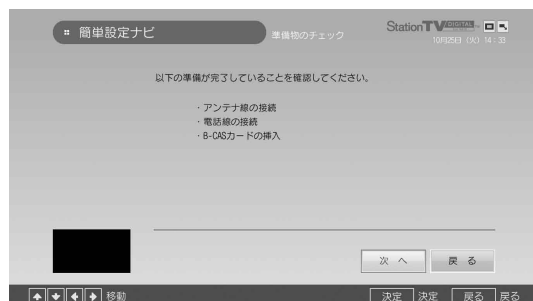 簡単設定ナビ
準備物のチェック
StationTV DIGITAL
10月25日 (火) 14:33
以下の準備が完了していることを確認してください。
・アンテナ線の接続
・電話線の接続
・B-CASカードの挿入
次へ
戻る
移動
決定 決定 戻る 戻る